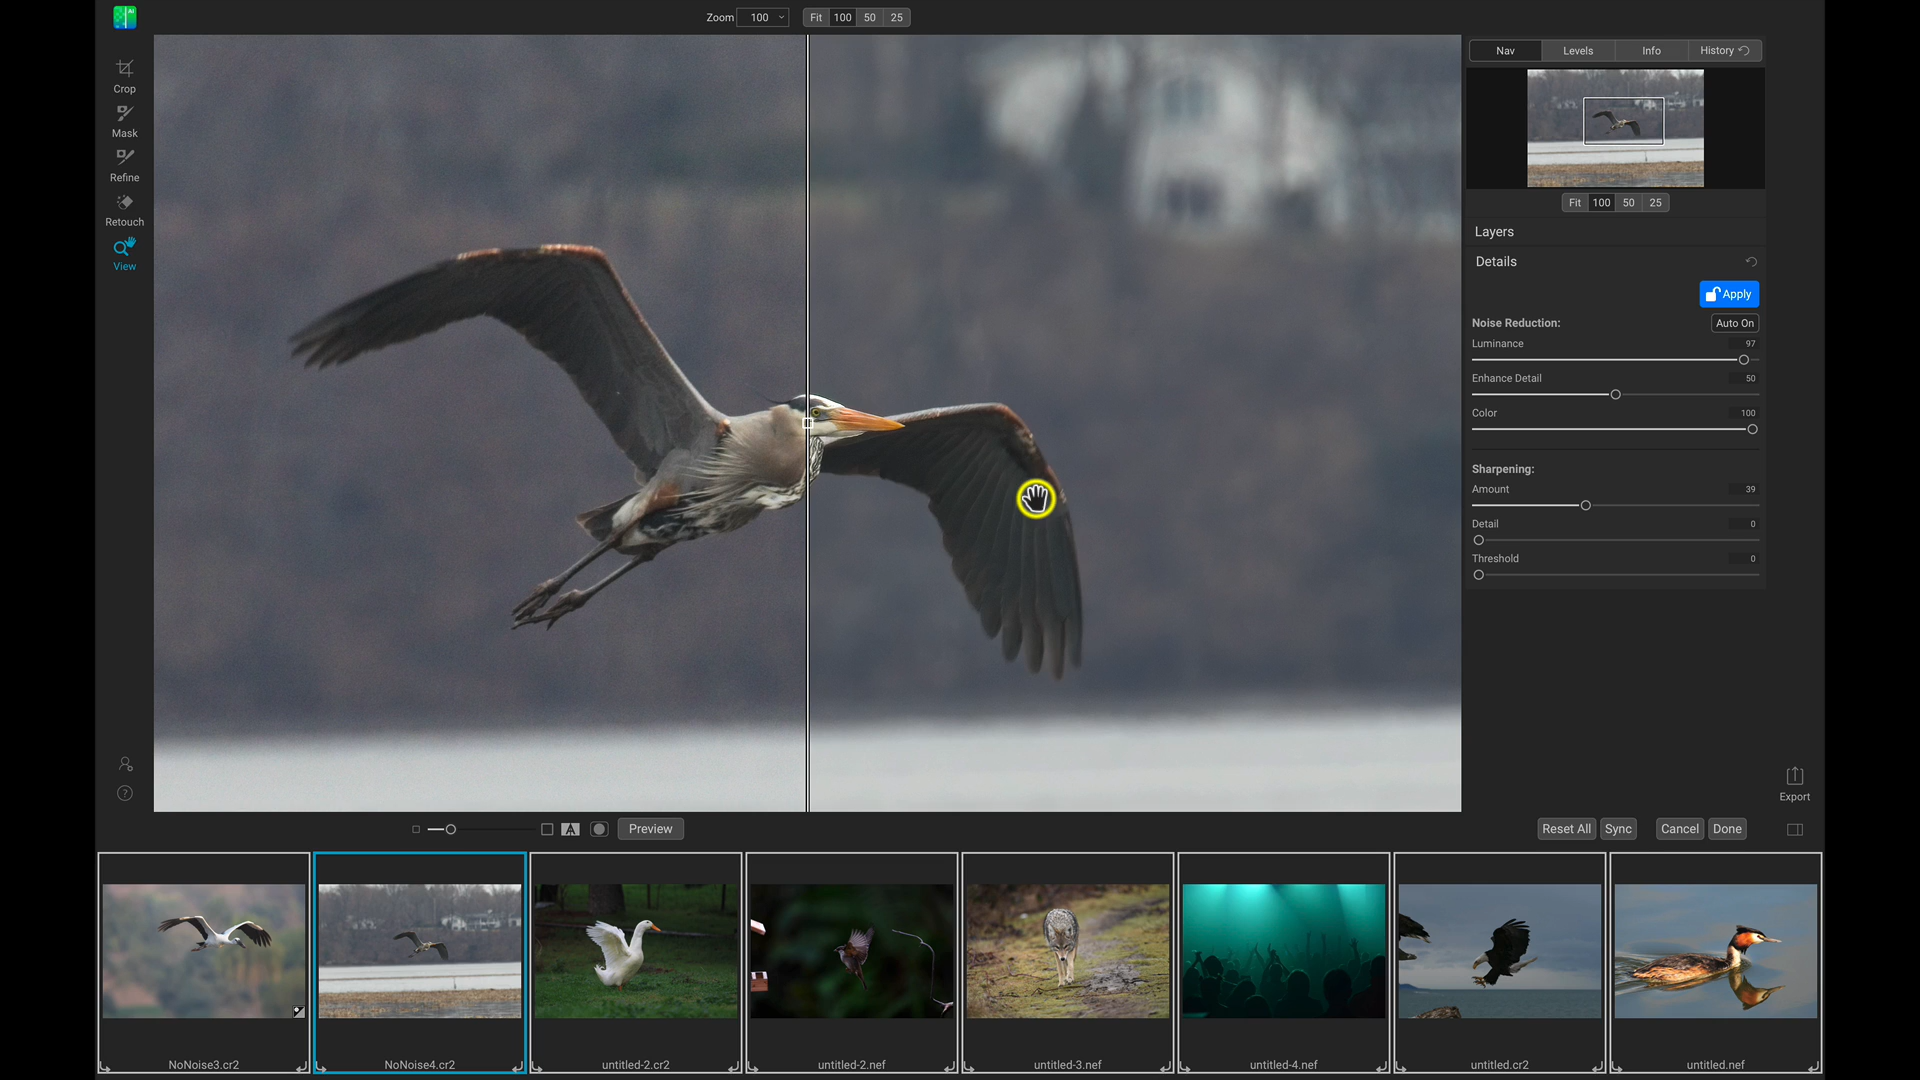 AI
Zoom 100 Fit 100 50 25
Crop
Mask
Refine
Retouch
View
Nav Levels Info History
Fit 100 50 25
Layers
Details
Apply
Noise Reduction: Auto On
Luminance 97
Enhance Detail 50
Color 100
Sharpening:
Amount 39
Detail 0
Threshold 0
?
Export
A Preview Reset All Sync Cancel Done
NoNoise3.cr2 NoNoise4.cr2 untitled-2.cr2 untitled-2.nef untitled-3.nef untitled-4.nef untitled.cr2 untitled.nef